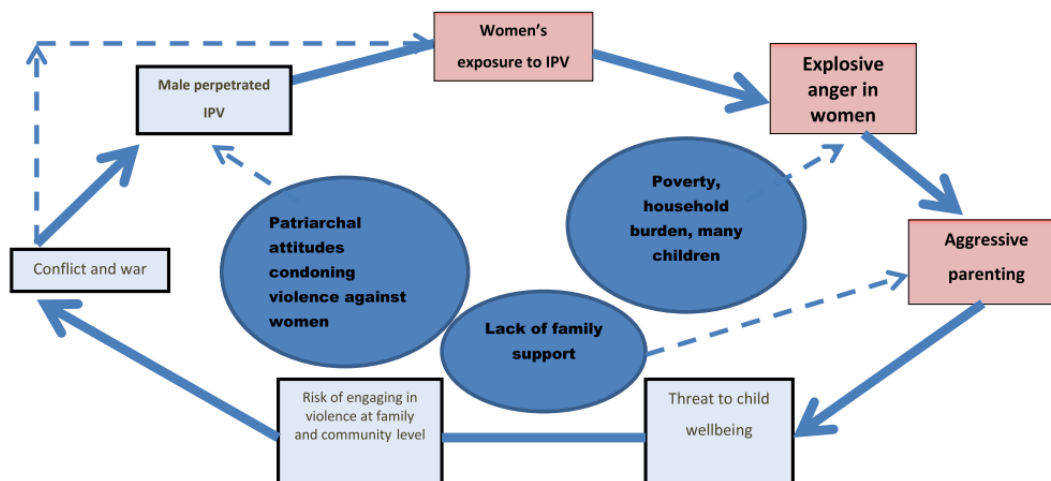 Women's
exposure to IPV
Explosive
anger in
women
Male perpetrated
IPV
Poverty,
household
burden, many
children
Patriarchal
attitudes
condoning
violence against
women
Aggressive
parenting
Conflict and war
Lack of family
support
Risk of engaging in
violence at family
and community level
Threat to child
wellbeing